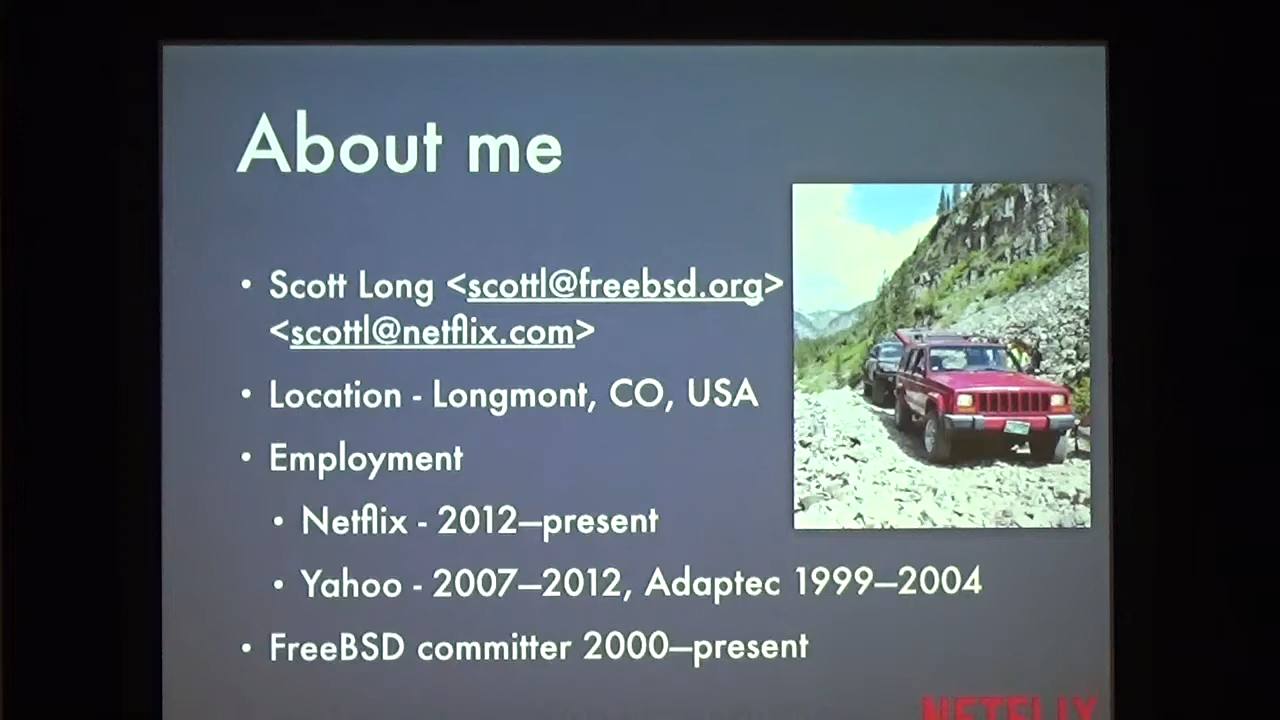 About me
• Scott Long <scottl@freebsd.org>
<scottl@netflix.com>
• Location - Longmont, CO, USA
• Employment
• Netflix - 2012—present
• Yahoo - 2007—2012, Adaptec 1999—2004
• FreeBSD committer 2000—present
NETFLIX